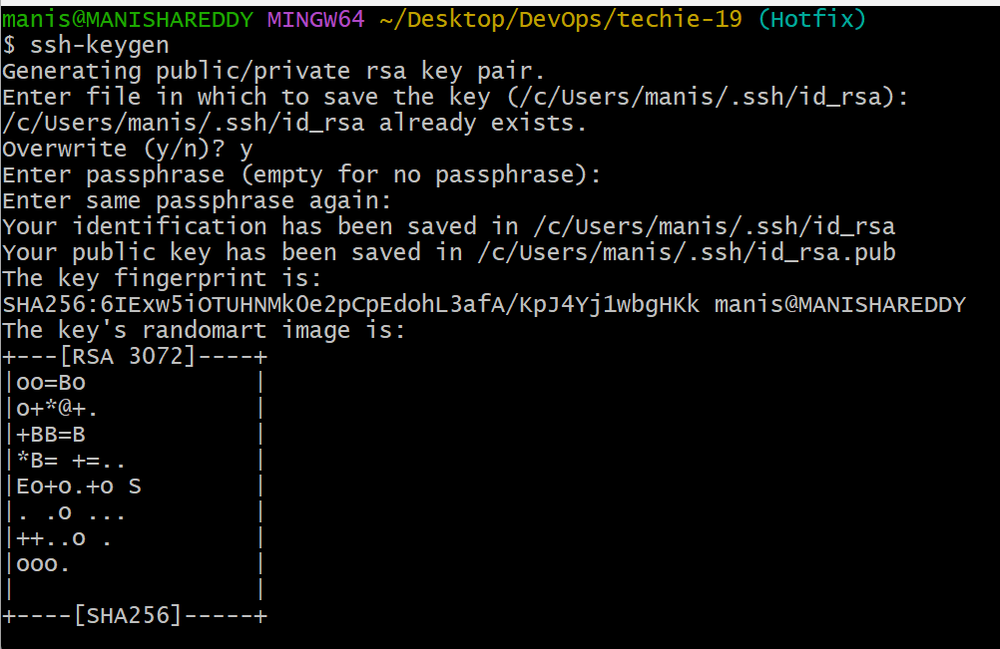 manis@MANISHAREDDY MINGW64 ~/Desktop/DevOps/techie-19 (Hotfix)
$ ssh-keygen
Generating public/private rsa key pair.
Enter file in which to save the key (/c/Users/manis/.ssh/id_rsa):
/c/Users/manis/.ssh/id_rsa already exists.
Overwrite (y/n)? y
Enter passphrase (empty for no passphrase):
Enter same passphrase again:
Your identification has been saved in /c/Users/manis/.ssh/id_rsa
Your public key has been saved in /c/Users/manis/.ssh/id_rsa.pub
The key fingerprint is:
SHA256:6IExw5iOTUHNMkOe2pCpEdohL3afA/KpJ4Yj1WbgHKk manis@MANISHAREDDY
The key's randomart image is:
+---[RSA 3072]----+
|oo=Bo            |
|o+*@+.           |
|+BB=B            |
|*B= +=..         |
|Eo+o.+o S        |
|. .o ...         |
|++..o .          |
|ooo.             |
|                 |
+----[SHA256]-----+